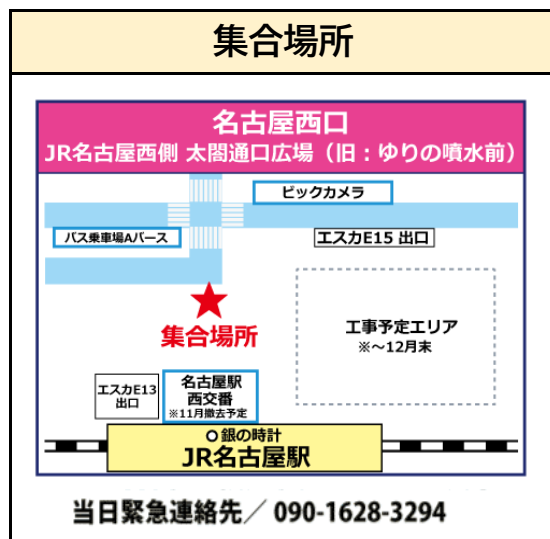 集合場所
名古屋西口
JR名古屋西側 太閤通口広場（旧：ゆりの噴水前）
ビックカメラ
バス乗車場Aバース
エスカE15 出口
集合場所
工事予定エリア
※～12月末
エスカE13
出口
名古屋駅
西交番
※11月撤去予定
銀の時計
JR名古屋駅
当日緊急連絡先／ 090-1628-3294